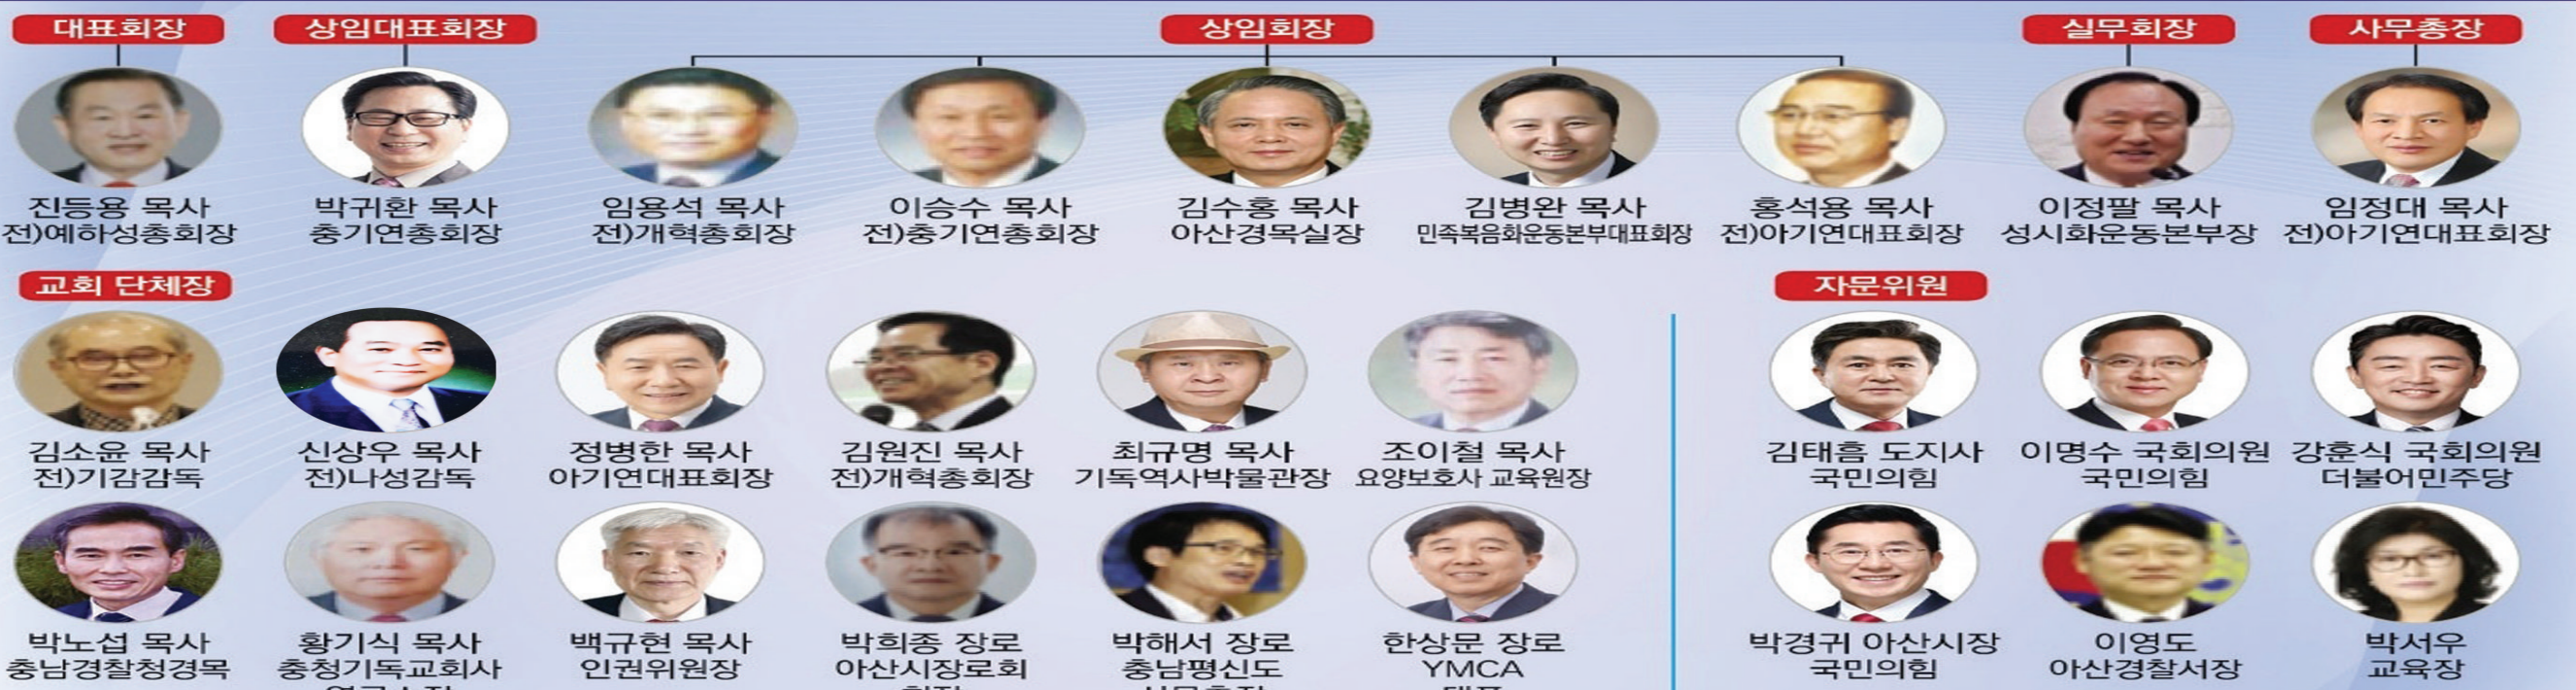 대표회장
상임대표회장
상임회장
실무회장
사무총장
진등용 목사
전)예하성총회장
박귀환 목사
충기연총회장
임용석 목사
전)개혁총회장
이승수 목사
전)충기연총회장
김수홍 목사
아산경목실장
김병완 목사
민족복음화운동본부대표회장
홍석용 목사
전)아기연대표회장
이정팔 목사
성시화운동본부장
임정대 목사
전)아기연대표회장
교회 단체장
김소윤 목사
전)기감감독
신상우 목사
전)나성감독
정병한 목사
아기연대표회장
김원진 목사
전)개혁총회장
최규명 목사
기독역사박물관장
조이철 목사
요양보호사 교육원장
박노섭 목사
충남경찰청경목
황기식 목사
충청기독교회사
백규현 목사
인권위원장
박희종 장로
아산시장로회
박해서 장로
충남평신도
한상문 장로
YMCA
자문위원
김태흠 도지사
국민의힘
이명수 국회의원
국민의힘
강훈식 국회의원
더불어민주당
박경귀 아산시장
국민의힘
이영도
아산경찰서장
박서우
교육장